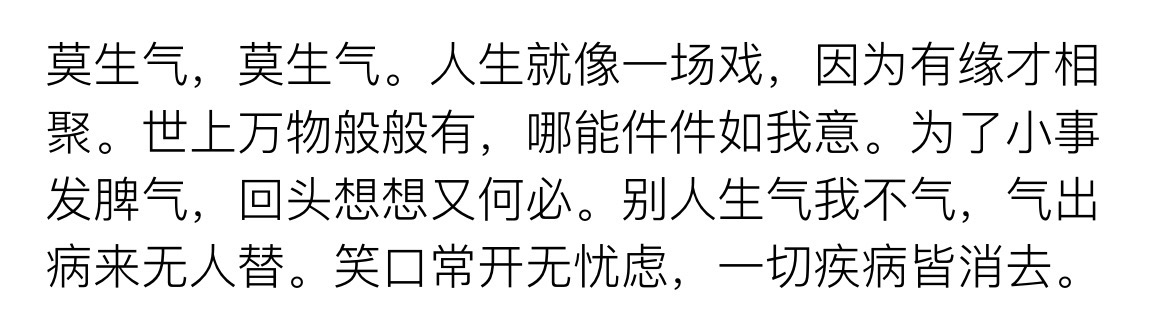 莫生气，莫生气。人生就像一场戏，因为有缘才相
聚。世上万物般般有，哪能件件如我意。为了小事
发脾气，回头想想又何必。别人生气我不气，气出
病来无人替。笑口常开无忧虑，一切疾病皆消去。